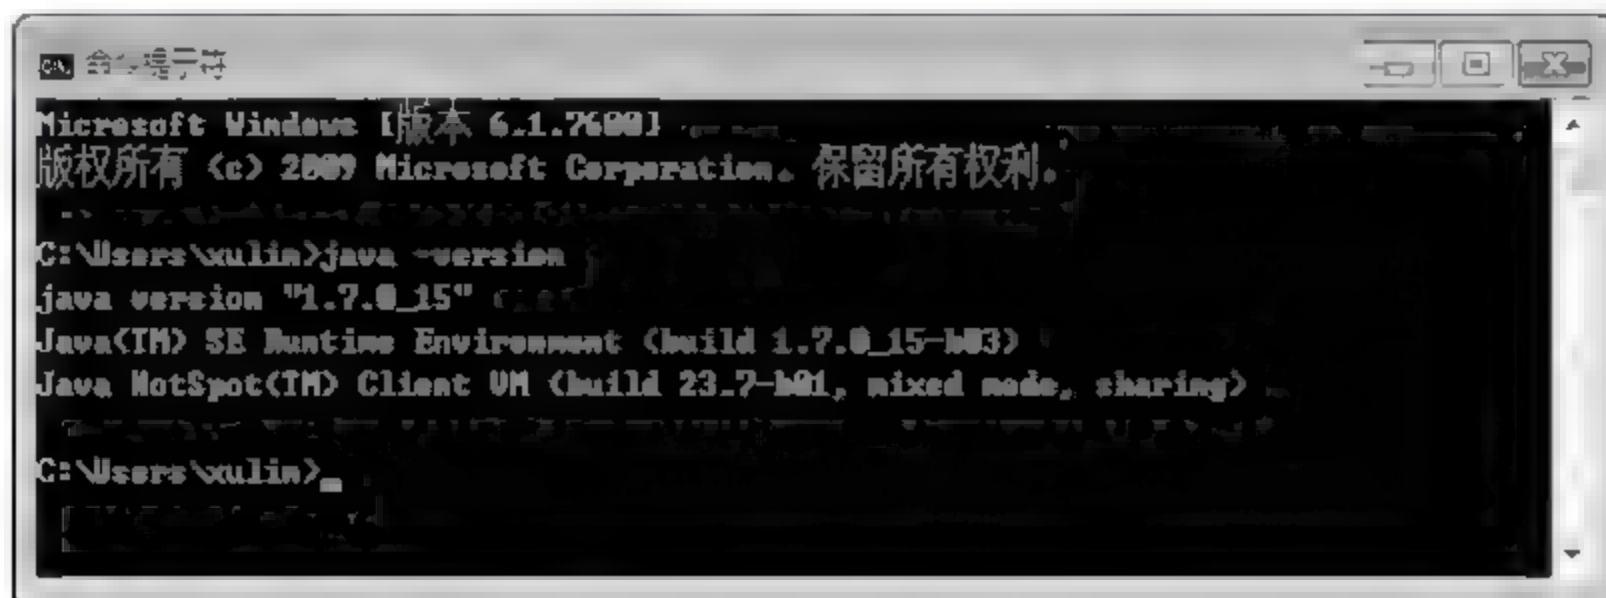 命令提示符
Microsoft Windows [版本 6.1.7600]
版权所有 (c) 2009 Microsoft Corporation。保留所有权利。
C:\Users\xulin>java -version
java version "1.7.0_15"
Java(TM) SE Runtime Environment (build 1.7.0_15-b03)
Java HotSpot(TM) Client VM (build 23.7-b01, mixed mode, sharing)
C:\Users\xulin>_